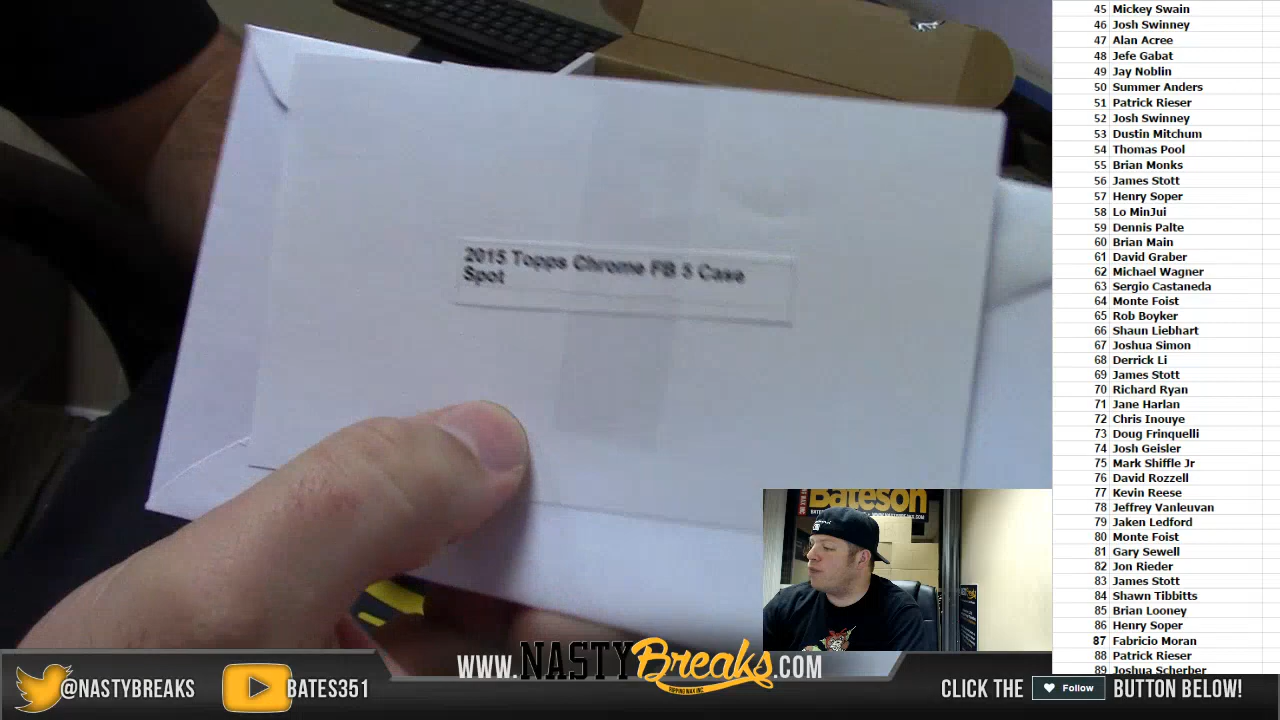 2015 Topps Chrome FB 5 Case
Spot
45 Mickey Swain
46 Josh Swinney
47 Alan Acree
48 Jefe Gabat
49 Jay Noblin
50 Summer Anders
51 Patrick Rieser
52 Josh Swinney
53 Dustin Mitchum
54 Thomas Pool
55 Brian Monks
56 James Stott
57 Henry Soper
58 Lo MinJui
59 Dennis Palte
60 Brian Main
61 David Graber
62 Michael Wagner
63 Sergio Castaneda
64 Monte Foist
65 Rob Boyker
66 Shaun Liebhart
67 Joshua Simon
68 Derrick Li
69 James Stott
70 Richard Ryan
71 Jane Harlan
72 Chris Inouye
73 Doug Frinquelli
74 Josh Geisler
75 Mark Shiffle Jr
76 David Rozzell
77 Kevin Reese
78 Jeffrey Vanleuvan
79 Jaken Ledford
80 Monte Foist
81 Gary Sewell
82 Jon Rieder
83 James Stott
84 Shawn Tibbitts
85 Brian Looney
86 Henry Soper
87 Fabricio Moran
88 Patrick Rieser
89 Joshua Scherber
Bateson
@NASTYBREAKS
BATES351
WWW.NASTYBreaks.COM
RIPPING WAX INC
CLICK THE Follow BUTTON BELOW!